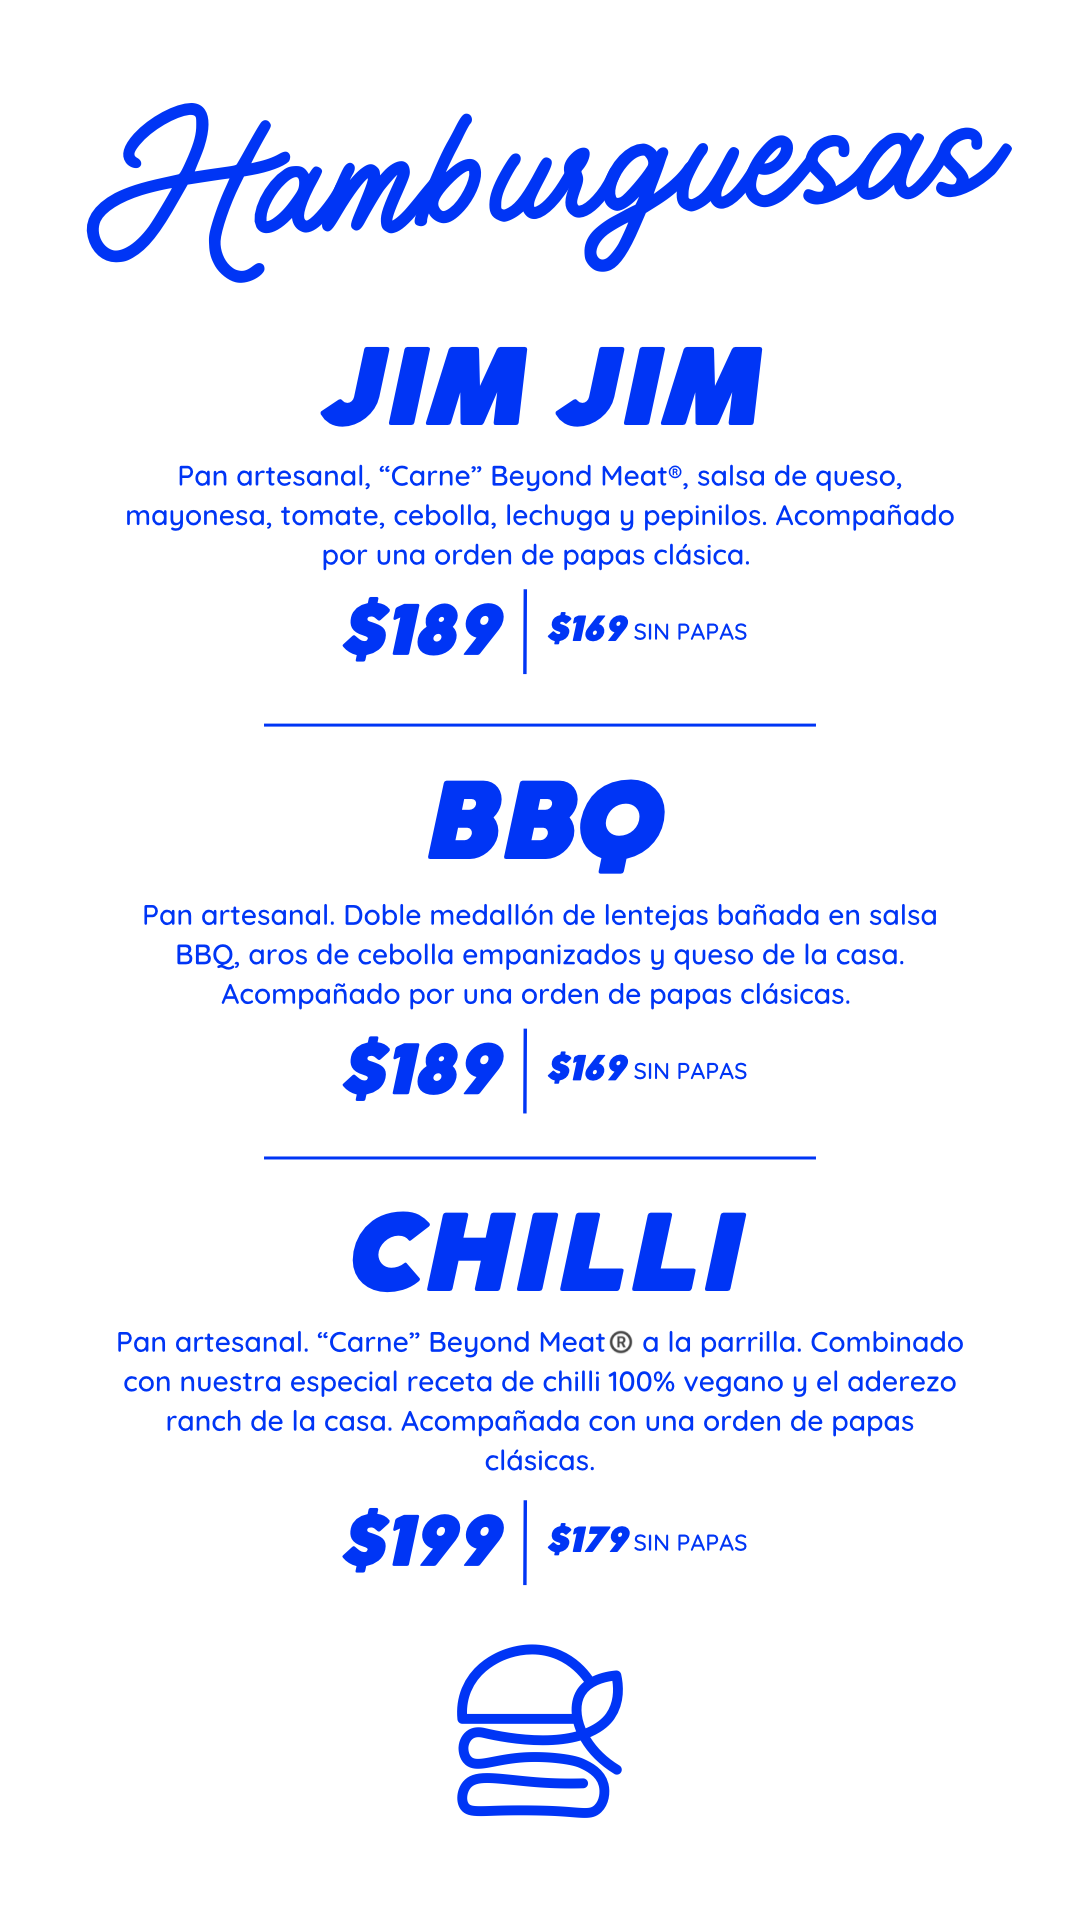 Hamburguesas
JIM JIM
Pan artesanal, “Carne” Beyond Meat®, salsa de queso,
mayonesa, tomate, cebolla, lechuga y pepinilos. Acompañado
por una orden de papas clásica.
$189 $169 SIN PAPAS
BBQ
Pan artesanal. Doble medallón de lentejas bañada en salsa
BBQ, aros de cebolla empanizados y queso de la casa.
Acompañado por una orden de papas clásicas.
$189 $169 SIN PAPAS
CHILLI
Pan artesanal. “Carne” Beyond Meat® a la parrilla. Combinado
con nuestra especial receta de chilli 100% vegano y el aderezo
ranch de la casa. Acompañada con una orden de papas
clásicas.
$199 $179 SIN PAPAS